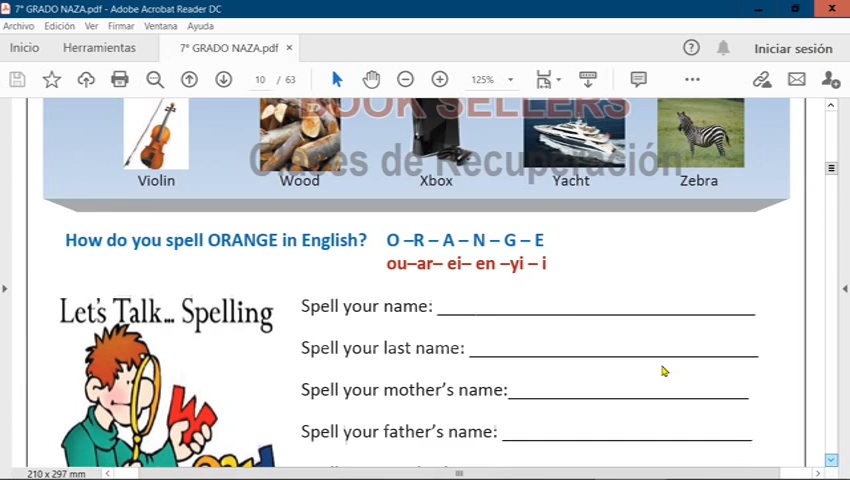 7° GRADO NAZA.pdf - Adobe Acrobat Reader DC
Archivo Edición Ver Firmar Ventana Ayuda
Inicio Herramientas 7° GRADO NAZA.pdf × Iniciar sesión
10 / 63 125%
BOOK SELLERS
Claves de Recuperación
Violin Wood Xbox Yacht Zebra
How do you spell ORANGE in English? O –R – A – N – G – E
ou–ar– ei– en –yi – i
Let's Talk... Spelling
Spell your name:
Spell your last name:
Spell your mother's name:
Spell your father's name:
210 x 297 mm